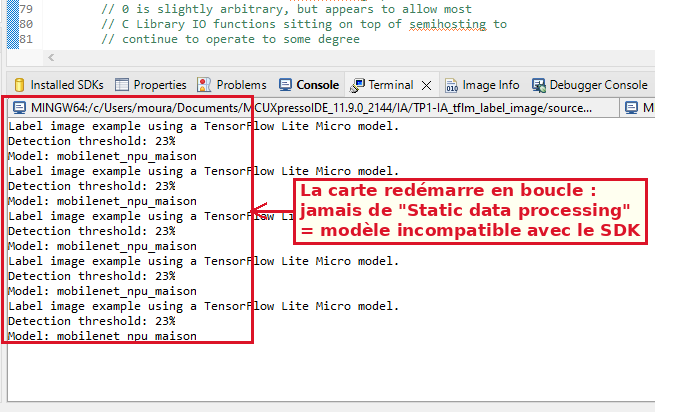 79 // 0 is slightly arbitrary, but appears to allow most
80 // C Library IO functions sitting on top of semihosting to
81 // continue to operate to some degree
Installed SDKs Properties Problems Console Terminal Image Info Debugger Console
MINGW64:/c/Users/moura/Documents/MCUXpressoIDE_11.9.0_2144/IA/TP1-IA_tflm_label_image/source... M
Label image example using a TensorFlow Lite Micro model.
Detection threshold: 23%
Model: mobilenet_npu_maison
Label image example using a TensorFlow Lite Micro model.
Detection threshold: 23%
Model: mobilenet_npu_maison
Label image example using a TensorFlow Li
Detection threshold: 23%
Model: mobilenet_npu_maison
Label image example using a TensorFlow Lite Micro model.
Detection threshold: 23%
Model: mobilenet_npu_maison
Label image example using a TensorFlow Lite Micro model.
Detection threshold: 23%
Model: mobilenet_npu_maison
La carte redémarre en boucle :
jamais de "Static data processing"
= modèle incompatible avec le SDK